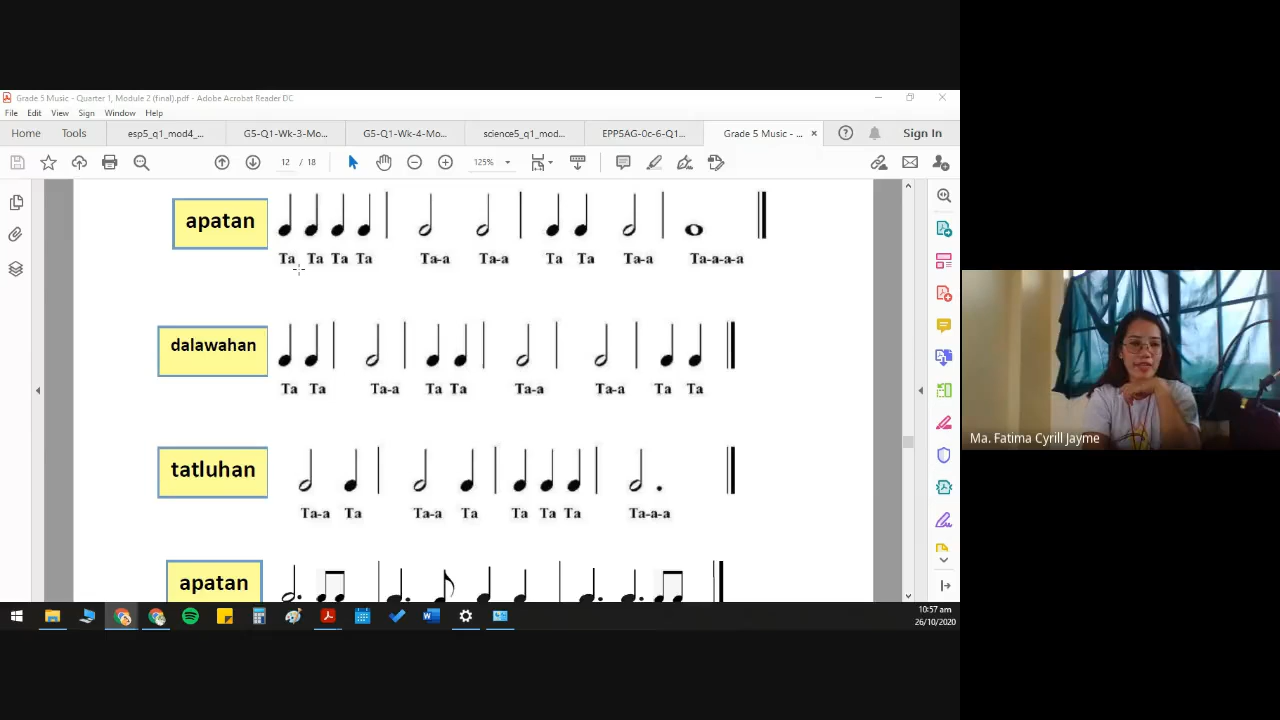 Grade 5 Music - Quarter 1, Module 2 (final).pdf - Adobe Acrobat Reader DC
File Edit View Sign Window Help
Home Tools esp5_q1_mod4_... G5-Q1-Wk-3-Mo... G5-Q1-Wk-4-Mo... science5_q1_mod... EPP5AG-0c-6-Q1... Grade 5 Music - ... × Sign In
12 / 18 125%
apatan
Ta Ta Ta Ta Ta-a Ta-a Ta Ta Ta-a Ta-a-a-a
dalawahan
Ta Ta Ta-a Ta Ta Ta-a Ta-a Ta Ta
tatluhan
Ta-a Ta Ta-a Ta Ta Ta Ta Ta-a-a
apatan
10:57 am
26/10/2020
Ma. Fatima Cyrill Jayme